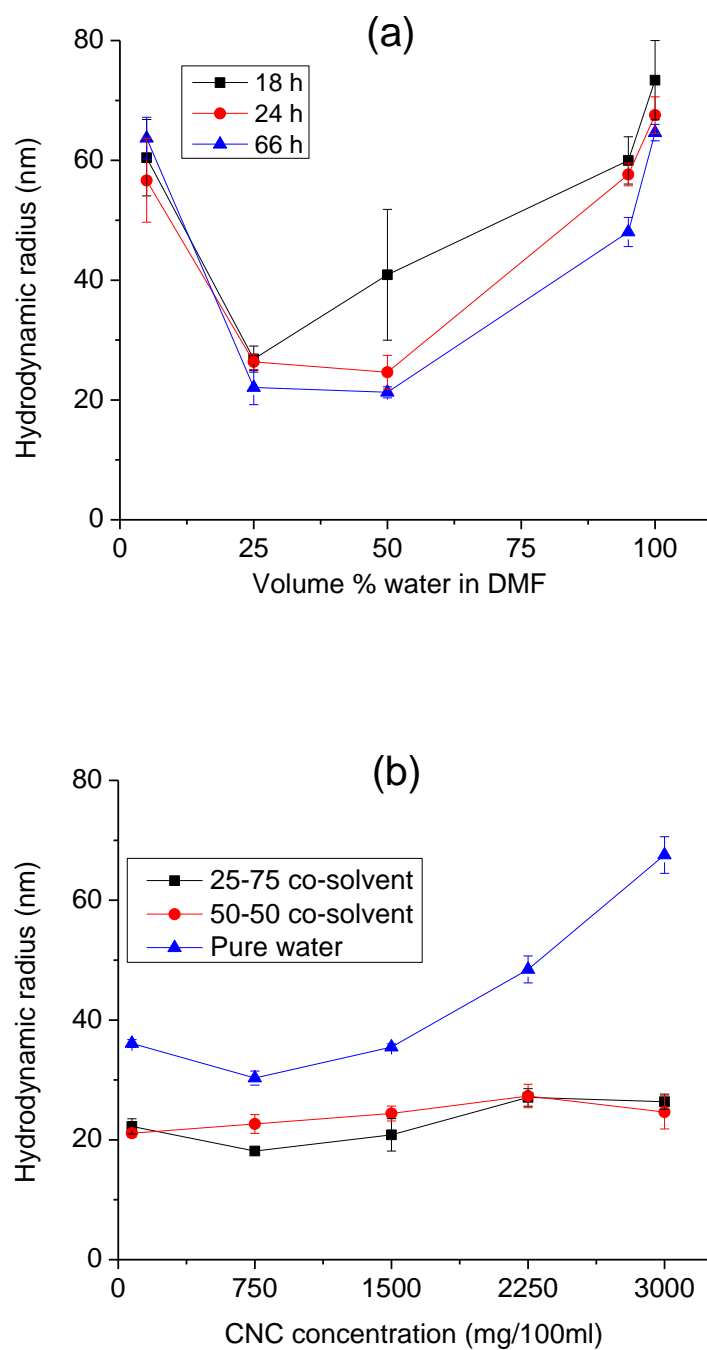 (a)
80
60
40
20
0
Hydrodynamic radius (nm)
18 h
24 h
66 h
0 25 50 75 100
Volume % water in DMF
(b)
80
60
40
20
0
Hydrodynamic radius (nm)
25-75 co-solvent
50-50 co-solvent
Pure water
0 750 1500 2250 3000
CNC concentration (mg/100ml)